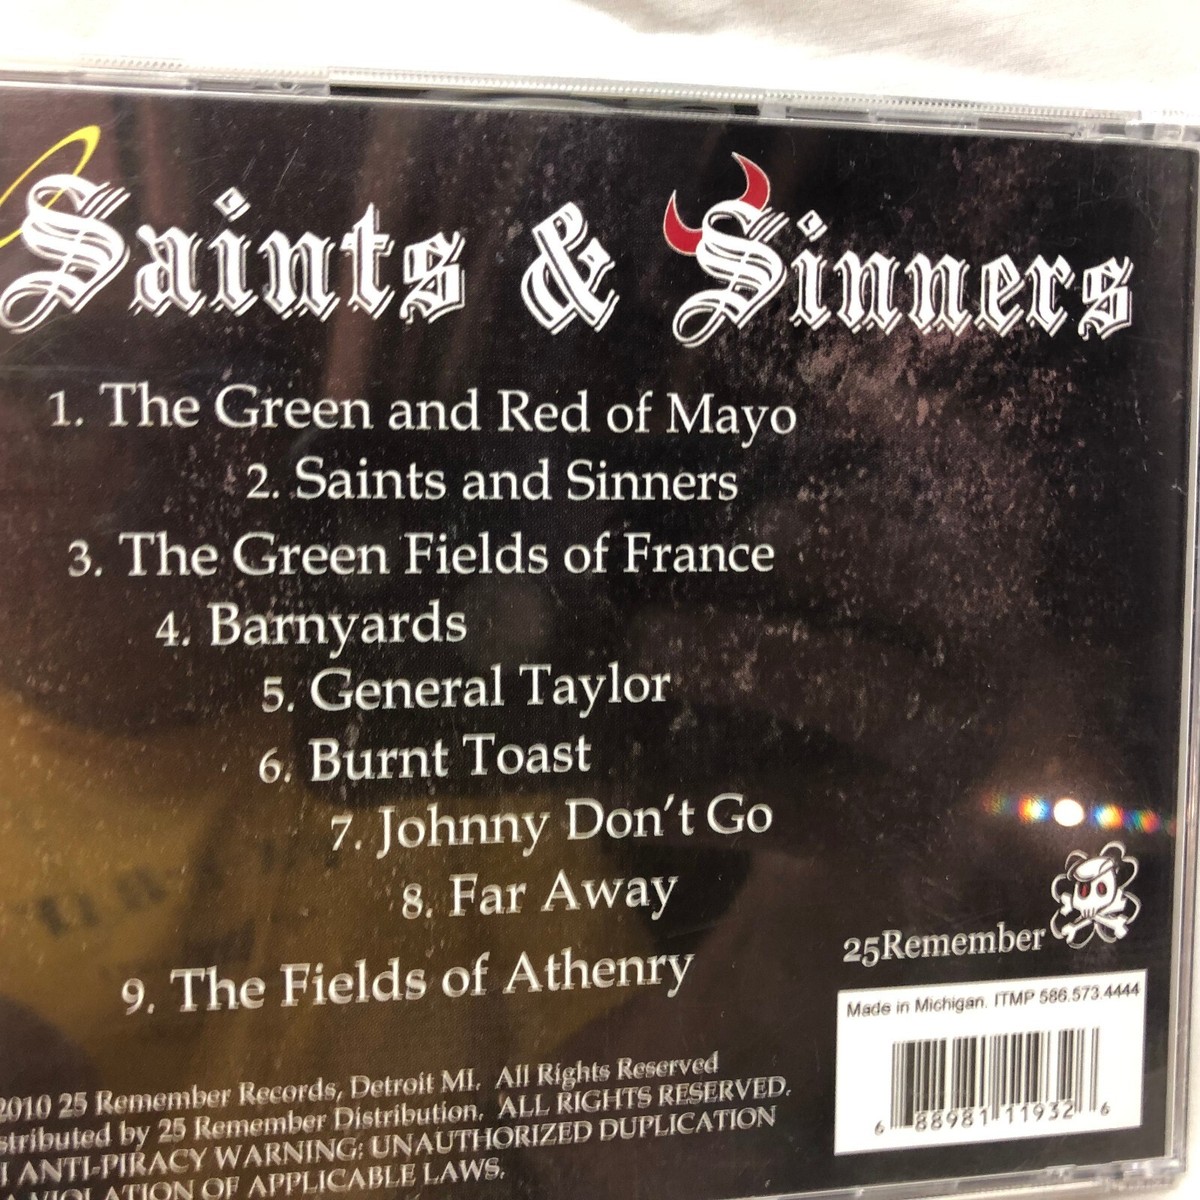 Saints & Sinners
1. The Green and Red of Mayo
2. Saints and Sinners
3. The Green Fields of France
4. Barnyards
5. General Taylor
6. Burnt Toast
7. Johnny Don't Go
8. Far Away
9. The Fields of Athenry
25Remember
Made in Michigan. ITMP 586.573.4444
6 88981 11932 6
2010 25 Remember Records, Detroit MI. All Rights Reserved
stributed by 25 Remember Distribution. ALL RIGHTS RESERVED.
I ANTI-PIRACY WARNING: UNAUTHORIZED DUPLICATION
A VIOLATION OF APPLICABLE LAWS.